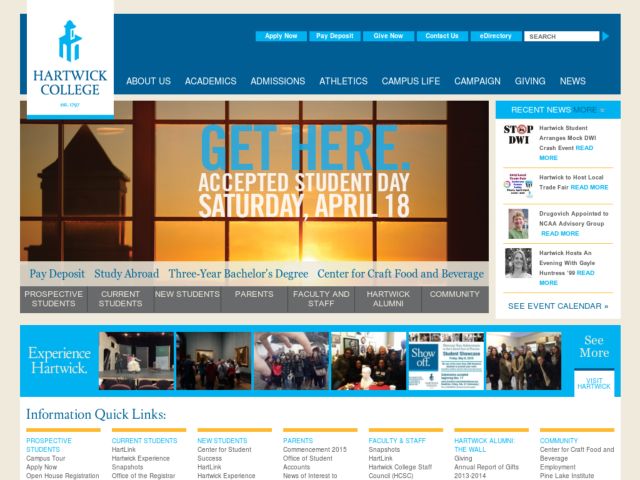 Apply Now
Pay Deposit
Give Now
Contact Us
eDirectory
SEARCH
HARTWICK
COLLEGE
ABOUT US
ACADEMICS
ADMISSIONS
ATHLETICS
CAMPUS LIFE
CAMPAIGN
GIVING
NEWS
GET HERE.
ACCEPTED STUDENT DAY
SATURDAY, APRIL 18
Pay Deposit Study Abroad Three-Year Bachelor's Degree Center for Craft Food and Beverage
PROSPECTIVE
STUDENTS
CURRENT
STUDENTS
NEW STUDENTS
PARENTS
FACULTY AND
STAFF
HARTWICK
ALUMNI
COMMUNITY
RECENT NEWS MORE »
STOP
DWI
Hartwick Student
Arranges Mock DWI
Crash Event READ
MORE
Hartwick to Host Local
Trade Fair READ MORE
Drugovich Appointed to
NCAA Advisory Group
READ MORE
Hartwick Hosts An
Evening With Gayle
Huntress '99 READ
MORE
SEE EVENT CALENDAR »
Experience
Hartwick.
Show
off.
Student Showcase
See
More
VISIT
HARTWICK
Information Quick Links:
PROSPECTIVE
STUDENTS
Campus Tour
Apply Now
Open House Registration
CURRENT STUDENTS
HartLink
Hartwick Experience
Snapshots
Office of the Registrar
NEW STUDENTS
Center for Student
Success
HartLink
Hartwick Experience
PARENTS
Commencement 2015
Office of Student
Accounts
News of Interest to
FACULTY & STAFF
Snapshots
HartLink
Hartwick College Staff
Council (HCSC)
HARTWICK ALUMNI:
THE WALL
Giving
Annual Report of Gifts
2013-2014
COMMUNITY
Center for Craft Food and
Beverage
Employment
Pine Lake Institute